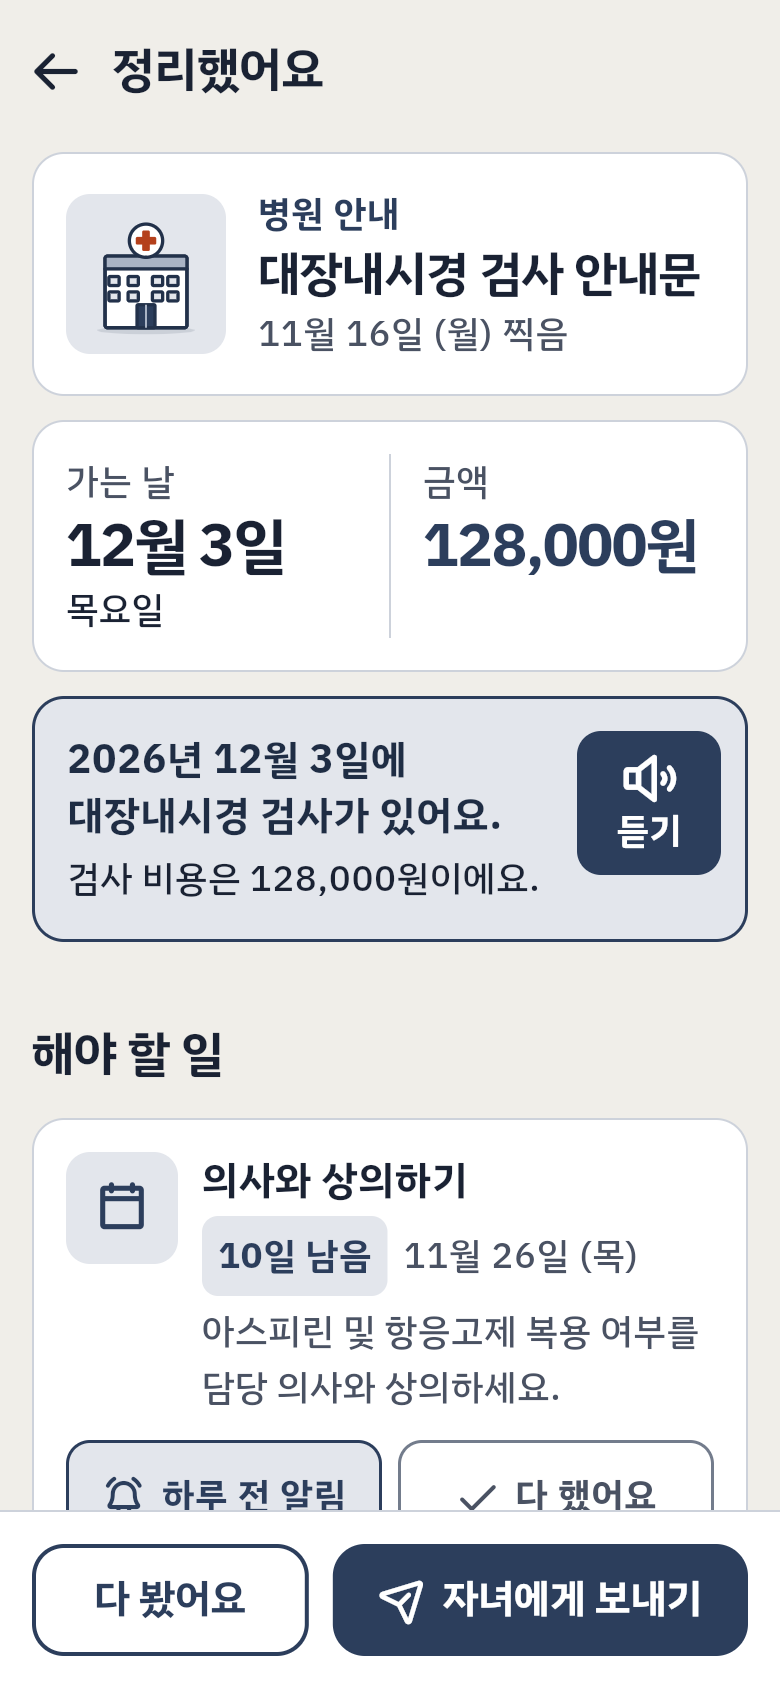 정리했어요
병원 안내
대장내시경 검사 안내문
11월 16일 (월) 찍음
가는 날
12월 3일
목요일
금액
128,000원
2026년 12월 3일에
대장내시경 검사가 있어요.
검사 비용은 128,000원이에요.
듣기
해야 할 일
의사와 상의하기
10일 남음 11월 26일 (목)
아스피린 및 항응고제 복용 여부를
담당 의사와 상의하세요.
하루 전 알림
다 했어요
다 봤어요
자녀에게 보내기